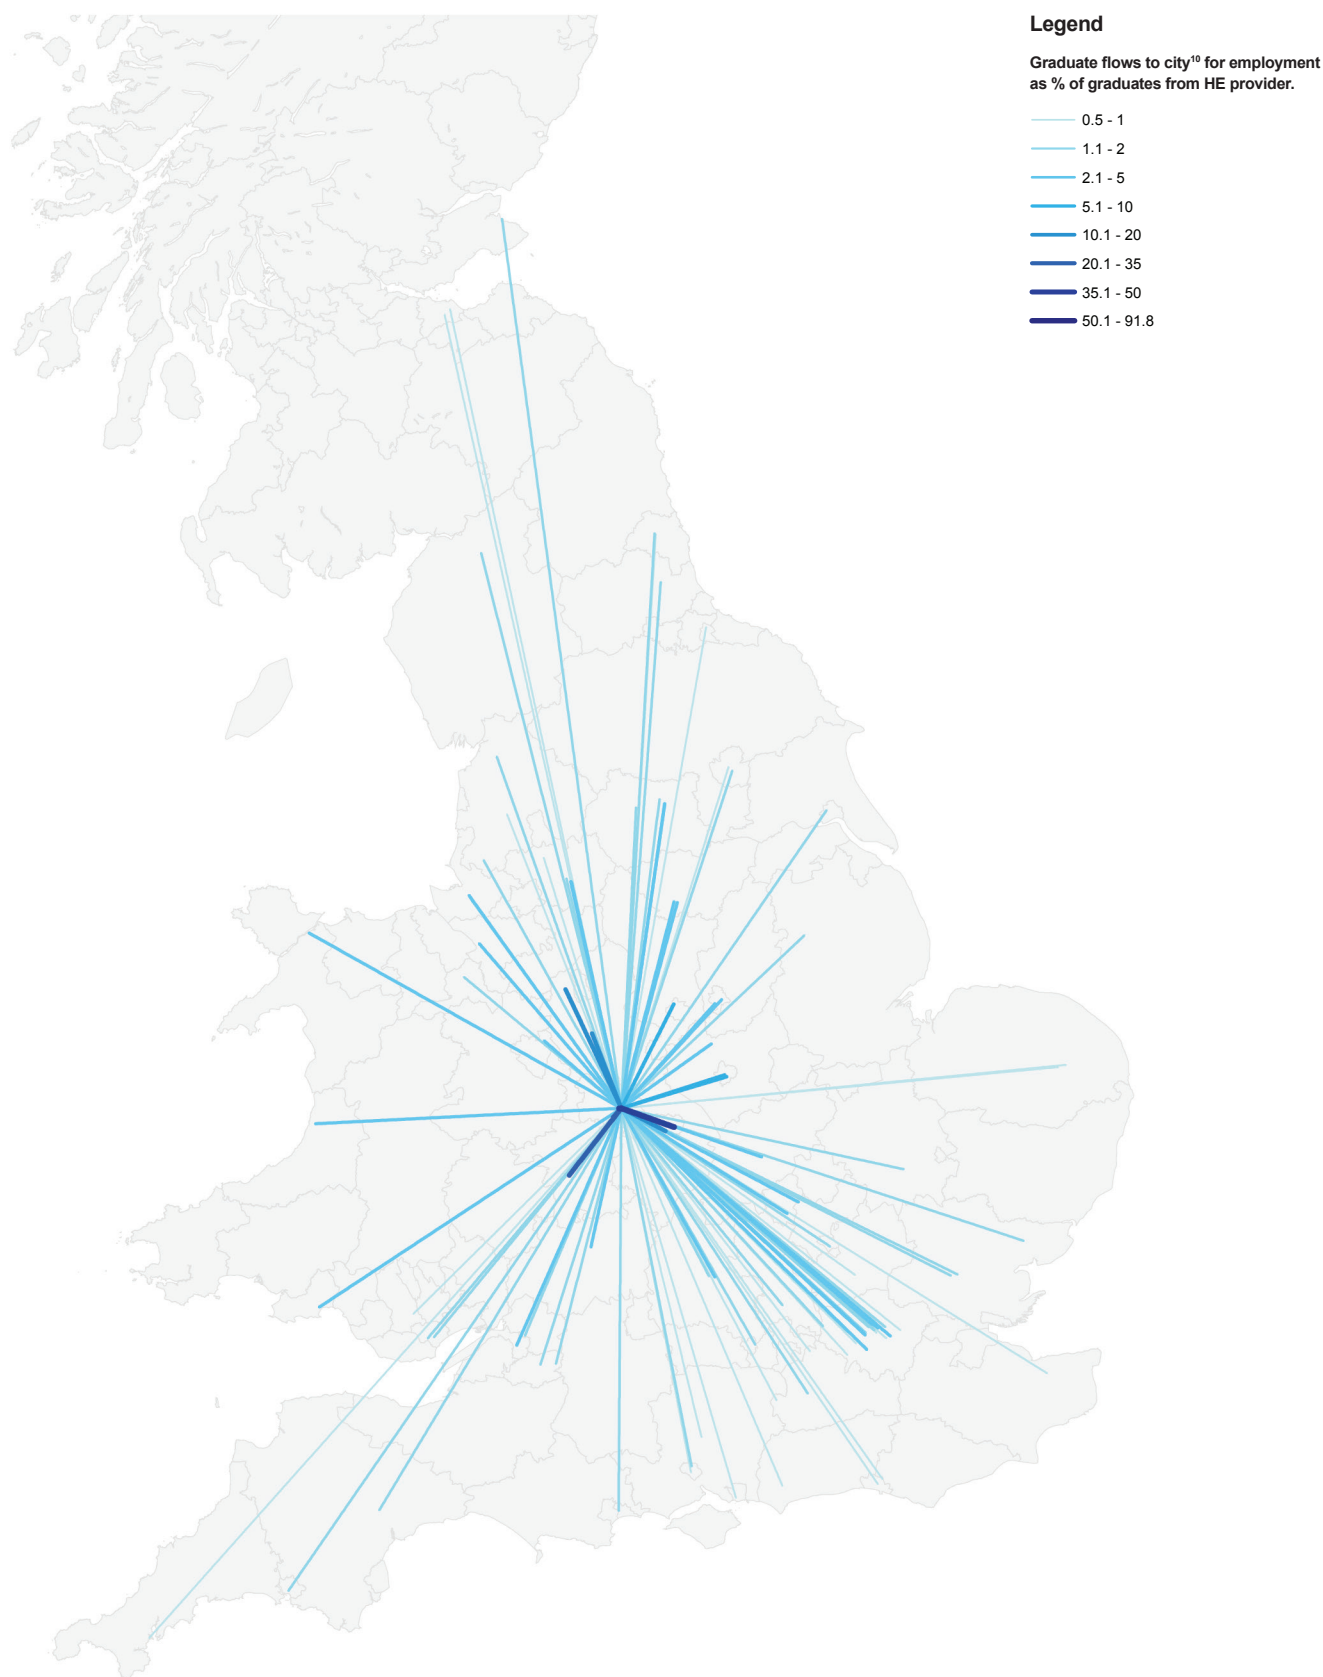 Legend
Graduate flows to city¹⁰ for employment
as % of graduates from HE provider.
0.5 - 1
1.1 - 2
2.1 - 5
5.1 - 10
10.1 - 20
20.1 - 35
35.1 - 50
50.1 - 91.8